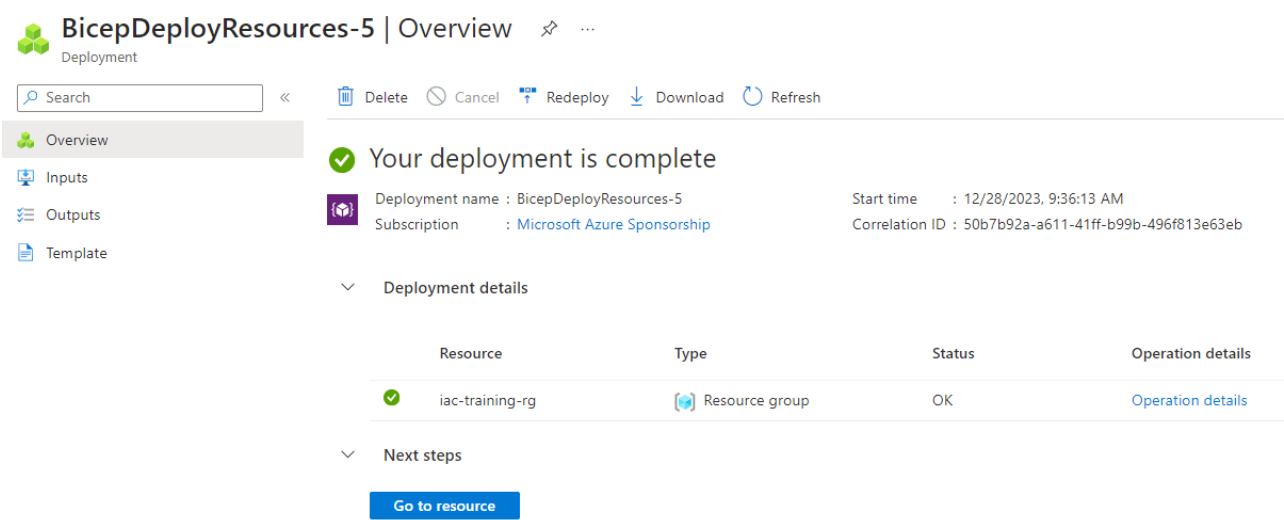 BicepDeployResources-5 | Overview ...
Deployment
Search «
Delete Cancel Redeploy Download Refresh
Overview
Inputs
Outputs
Template
Your deployment is complete
Deployment name : BicepDeployResources-5 Start time : 12/28/2023, 9:36:13 AM
Subscription : Microsoft Azure Sponsorship Correlation ID : 50b7b92a-a611-41ff-b99b-496f813e63eb
Deployment details
Resource Type Status Operation details
iac-training-rg Resource group OK Operation details
Next steps
Go to resource